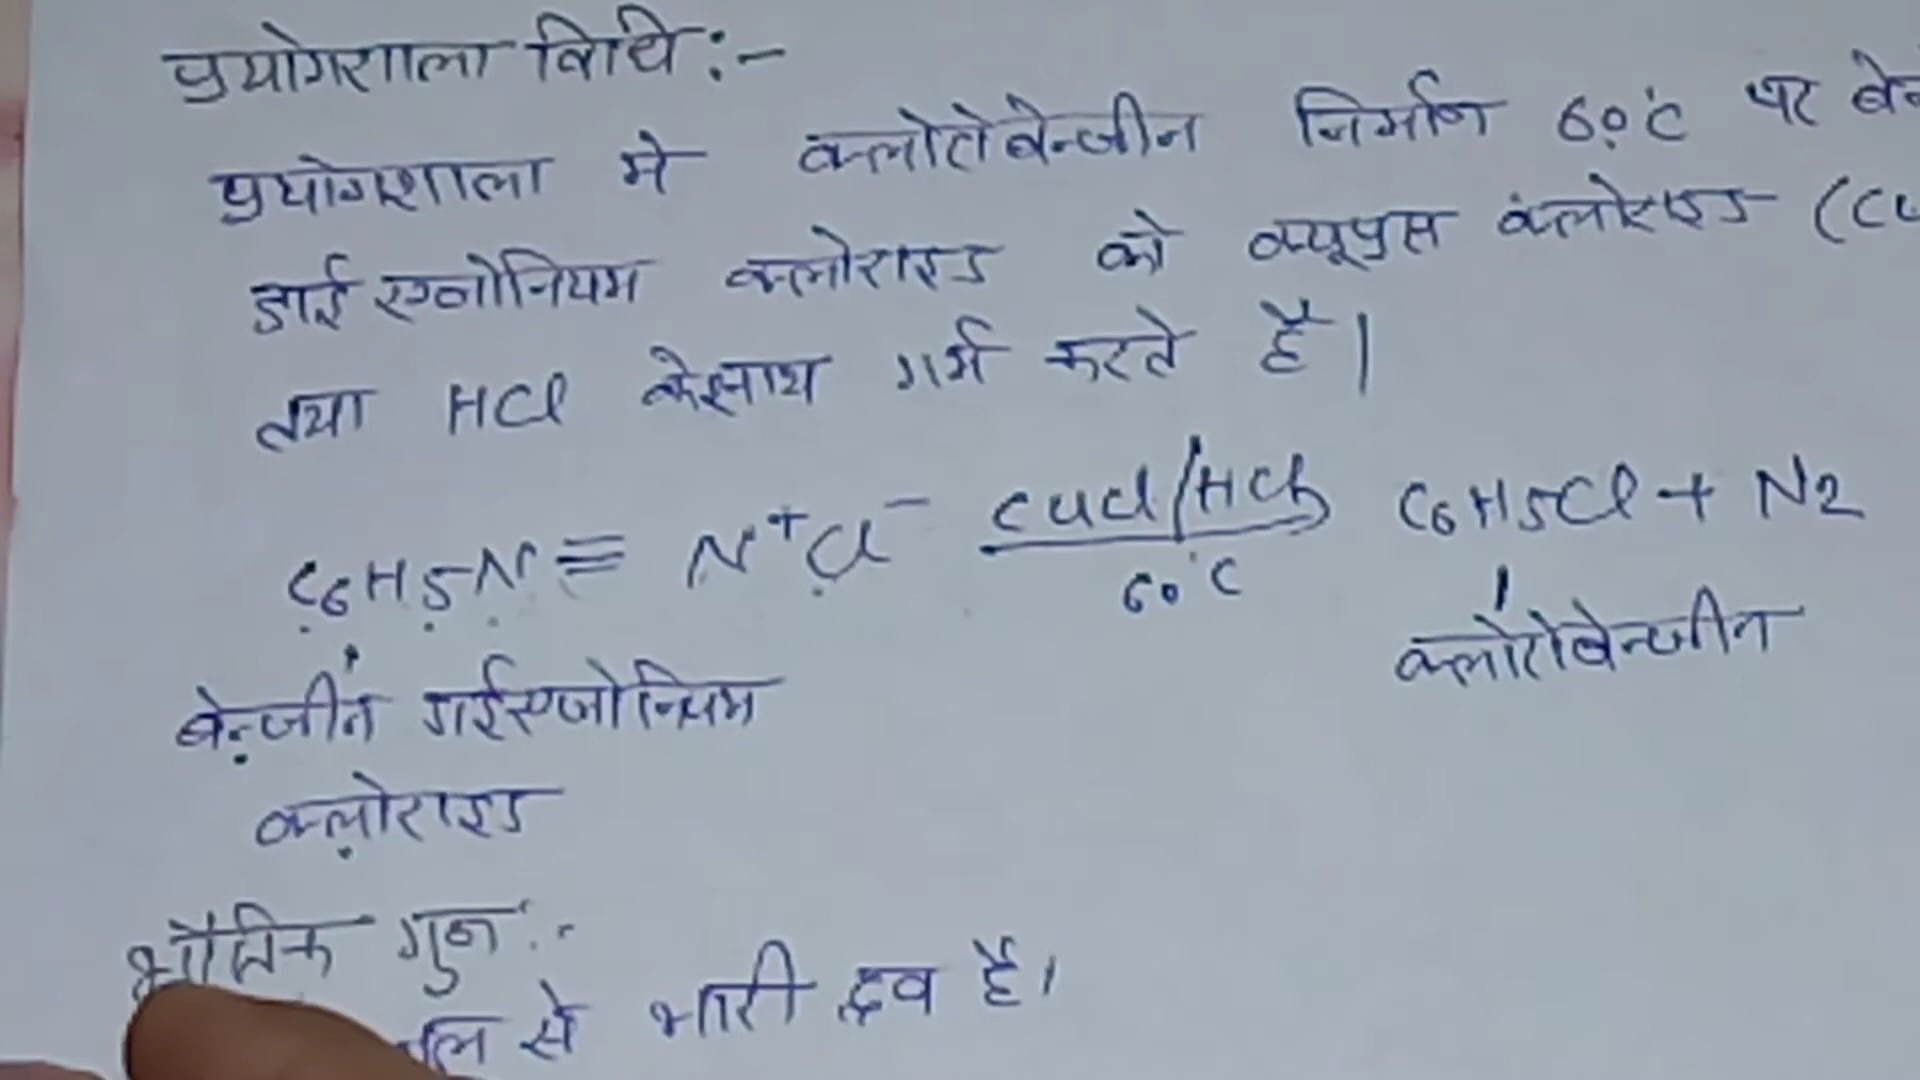 प्रयोगशाला विधि :-
प्रयोगशाला मे क्लोरोबेन्जीन निर्माण 60°C पर बेन
डाईएजोनियम क्लोराइड को क्यूप्रस क्लोराइड (Cu
तथा HCl केसाथ गर्म करते है।
C6H5-N ≡ N+Cl- CuCl/HCl C6H5Cl + N2
60°C
क्लोरोबेन्जीन
बेन्जीन डाईएजोनियम
क्लोराइड
भौतिक गुण :-
से भारी द्रव है।